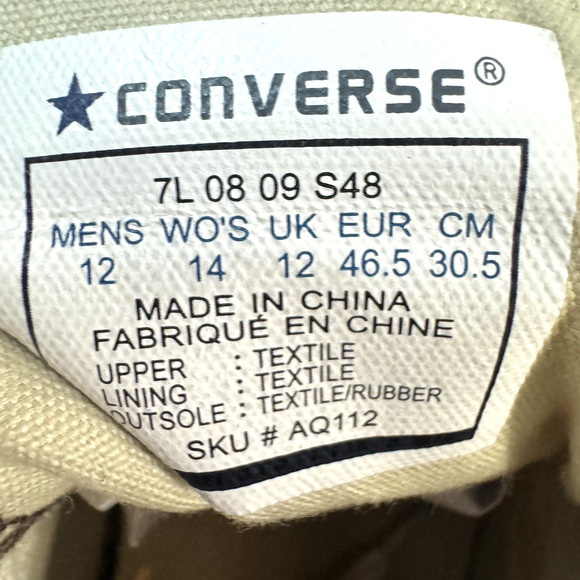 CONVERSE®
7L 08 09 S48
MENS WO'S UK EUR CM
12 14 12 46.5 30.5
MADE IN CHINA
FABRIQUÉ EN CHINE
UPPER : TEXTILE
LINING : TEXTILE
OUTSOLE : TEXTILE/RUBBER
SKU # AQ112